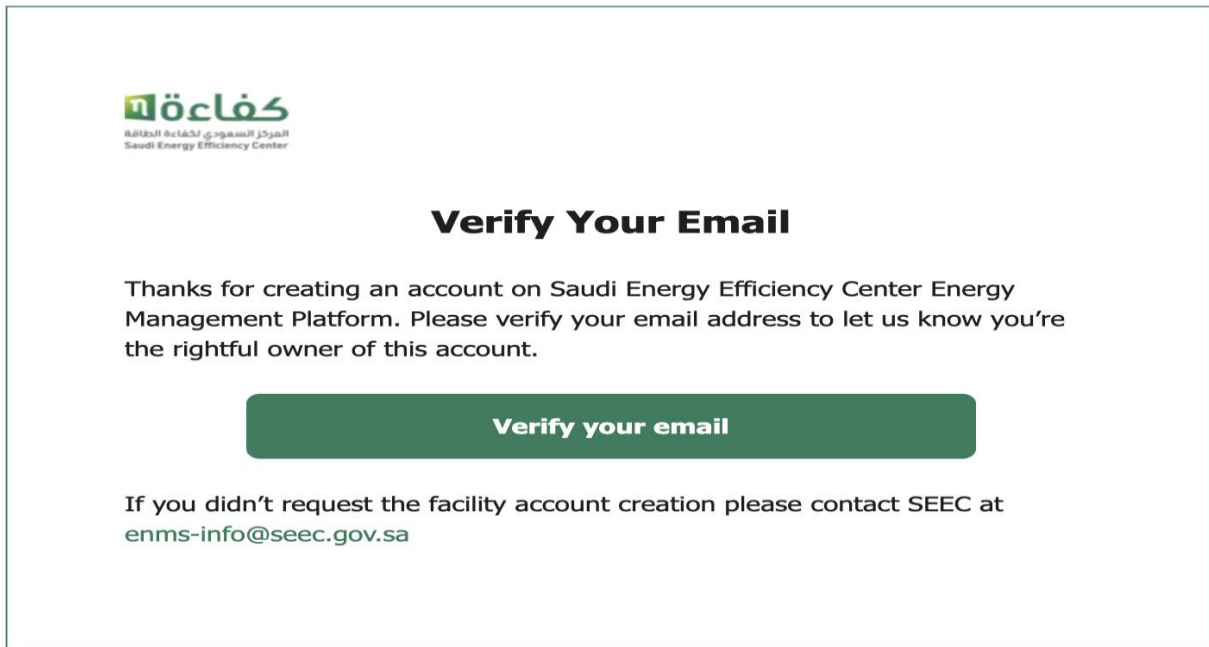 كفاءة
المركز السعودي لكفاءة الطاقة
Saudi Energy Efficiency Center
Verify Your Email
Thanks for creating an account on Saudi Energy Efficiency Center Energy
Management Platform. Please verify your email address to let us know you’re
the rightful owner of this account.
Verify your email
If you didn’t request the facility account creation please contact SEEC at
enms-info@seec.gov.sa